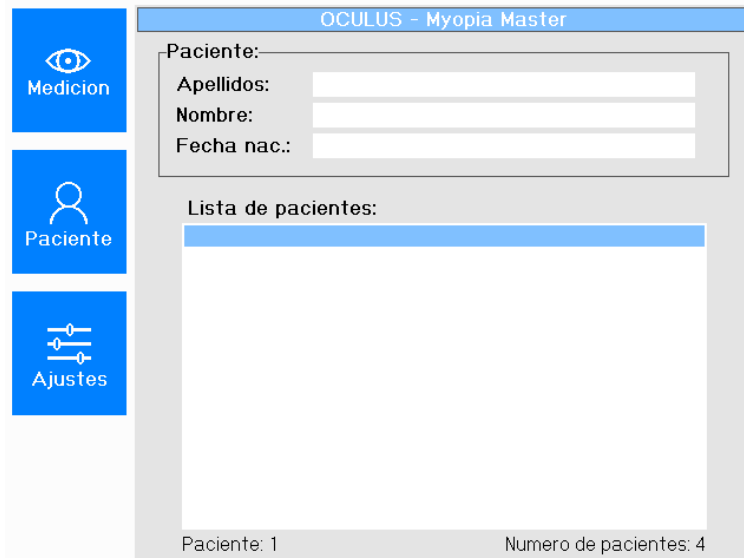 OCULUS - Myopia Master
Medicion
Paciente
Ajustes
Paciente:
Apellidos:
Nombre:
Fecha nac.:
Lista de pacientes:
Paciente: 1
Numero de pacientes: 4